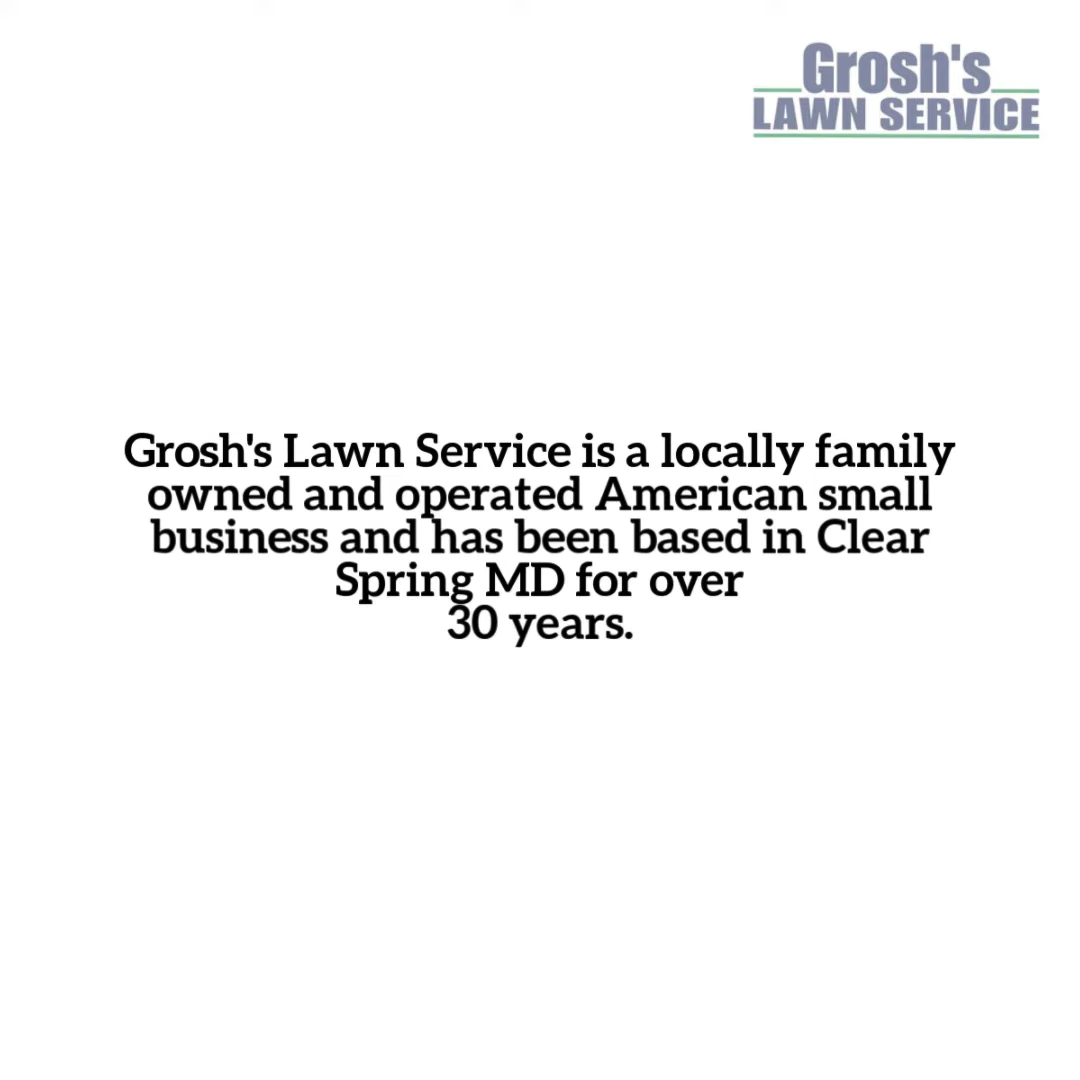 Grosh's
LAWN SERVICE
Grosh's Lawn Service is a locally family
owned and operated American small
business and has been based in Clear
Spring MD for over
30 years.